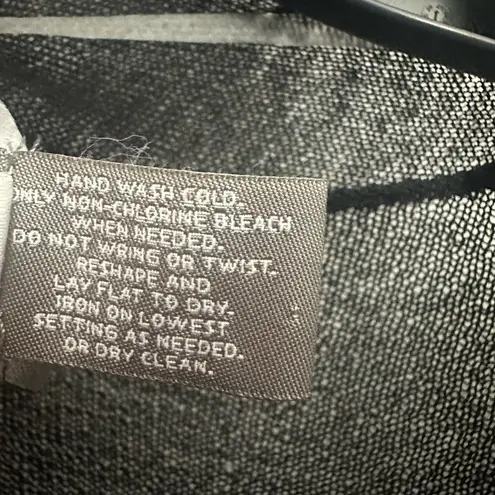 HAND WASH COLD.
ONLY NON-CHLORINE BLEACH
WHEN NEEDED.
DO NOT WRING OR TWIST.
RESHAPE AND
LAY FLAT TO DRY.
IRON ON LOWEST
SETTING AS NEEDED.
OR DRY CLEAN.